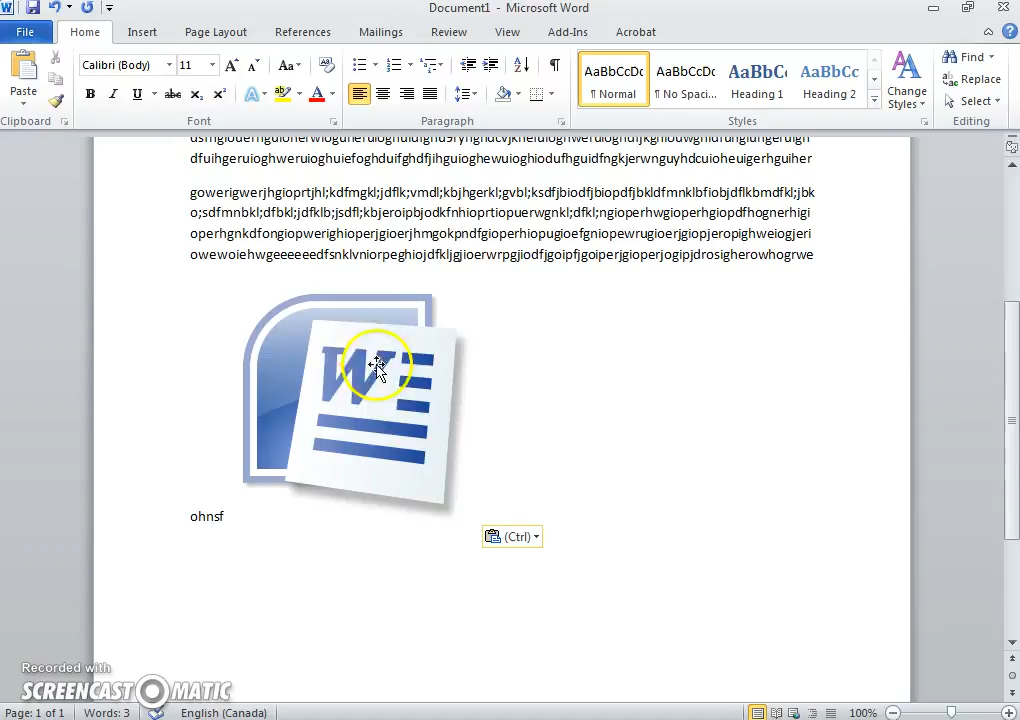 Document1 - Microsoft Word
File Home Insert Page Layout References Mailings Review View Add-Ins Acrobat
Calibri (Body) 11
Paste
Clipboard Font Paragraph Styles Editing
AaBbCcDc AaBbCcDc AaBbC AaBbCc
¶ Normal ¶ No Spaci... Heading 1 Heading 2
Change Styles
Find
Replace
Select
dfuihgeruioghweruioghuiefoghduifghdfjihguioghewuioghiodufhguidfngkjerwnguyhdcuioheuigerhguiher
gowerigwerjhgioprtjhl;kdfmgkl;jdflk;vmdl;kbjhgerkl;gvbl;ksdfjbiodfjbiopdfjbkldfmnklbfiobjdflkbmdfkl;jbk
o;sdfmnbkl;dfbkl;jdfklb;jsdfl;kbjeroipbjodkfnhioprtiopuerwgnkl;dfkl;ngioperhwgioperhgiopdfhognerhigi
operhgnkdfongiopwerighioperjgioerjhmgokpndfgioperhiopugioefgniopewrugioerjgiopjeropighweiogjeri
owewoiehwgeeeeeedfsnklvniorpeghiojdfkljgjioerwrpgjiodfjgoipfjgoiperjgioperjogipjdrosigherowhogrwe
W
ohnsf
(Ctrl)
Recorded with
SCREENCAST MATIC
Page: 1 of 1 Words: 3 English (Canada) 100%